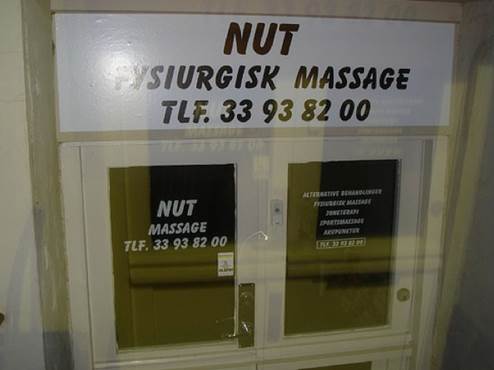 NUT
FYSIURGISK MASSAGE
TLF. 33 93 82 00
NUT
MASSAGE
TLF. 33 93 82 00
ALTERNATIVE BEHANDLINGER
FYSIURGISK MASSAGE
ZONETERAPI
SPORTSMASSAGE
AKUPUNKTUR
TLF. 33 93 82 00